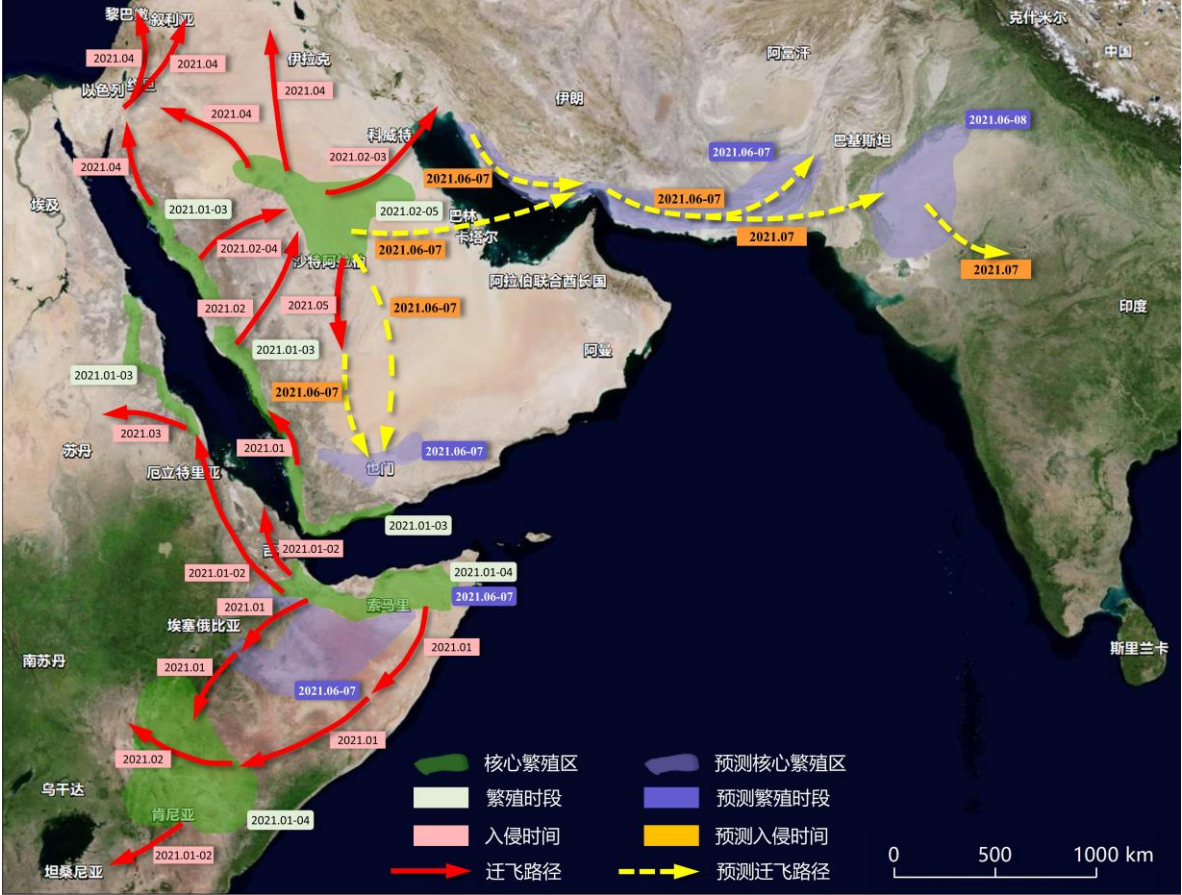 黎巴嫩
叙利亚
克什米尔
中国
2021.04
2021.04
伊拉克
阿富汗
以色列
约旦
2021.04
伊朗
2021.04
2021.06-08
科威特
巴基斯坦
2021.02-03
2021.06-07
2021.04
2021.06-07
2021.06-07
埃及
2021.01-03
2021.02-05
巴林
卡塔尔
2021.07
2021.02-04
2021.06-07
沙特阿拉伯
2021.07
阿拉伯联合酋长国
2021.02
2021.05
2021.06-07
印度
2021.01-03
阿曼
2021.01-03
2021.06-07
2021.03
苏丹
2021.01
2021.06-07
厄立特里亚
也门
2021.01-03
吉
2021.01-02
2021.01-02
2021.01-04
2021.06-07
2021.01
索马里
埃塞俄比亚
2021.01
南苏丹
2021.01
斯里兰卡
2021.06-07
2021.01
2021.02
核心繁殖区
预测核心繁殖区
乌干达
繁殖时段
预测繁殖时段
肯尼亚
2021.01-04
入侵时间
预测入侵时间
2021.01-02
坦桑尼亚
迁飞路径
预测迁飞路径
0 500 1000 km